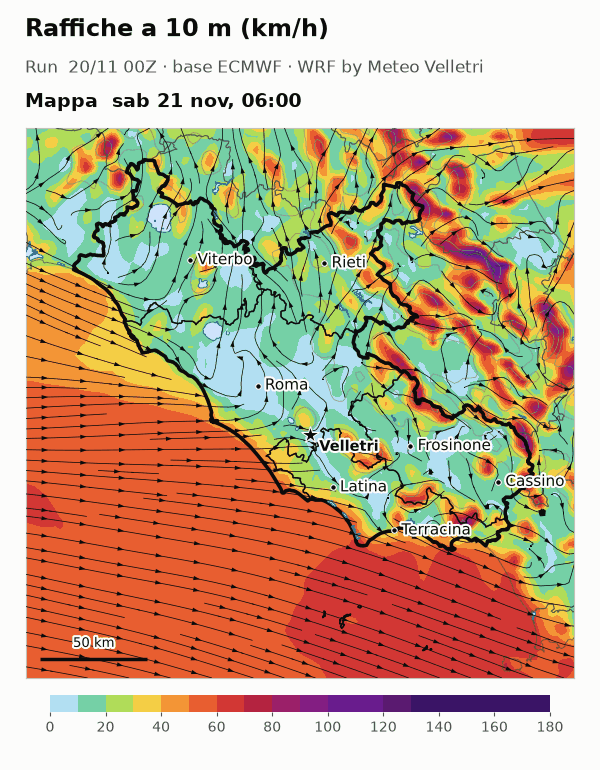 Raffiche a 10 m (km/h)
Run  20/11 00Z · base ECMWF · WRF by Meteo Velletri
Mappa  sab 21 nov, 06:00
Viterbo
Rieti
Roma
Velletri
Frosinone
Cassino
Latina
Terracina
50 km
0 20 40 60 80 100 120 140 160 180